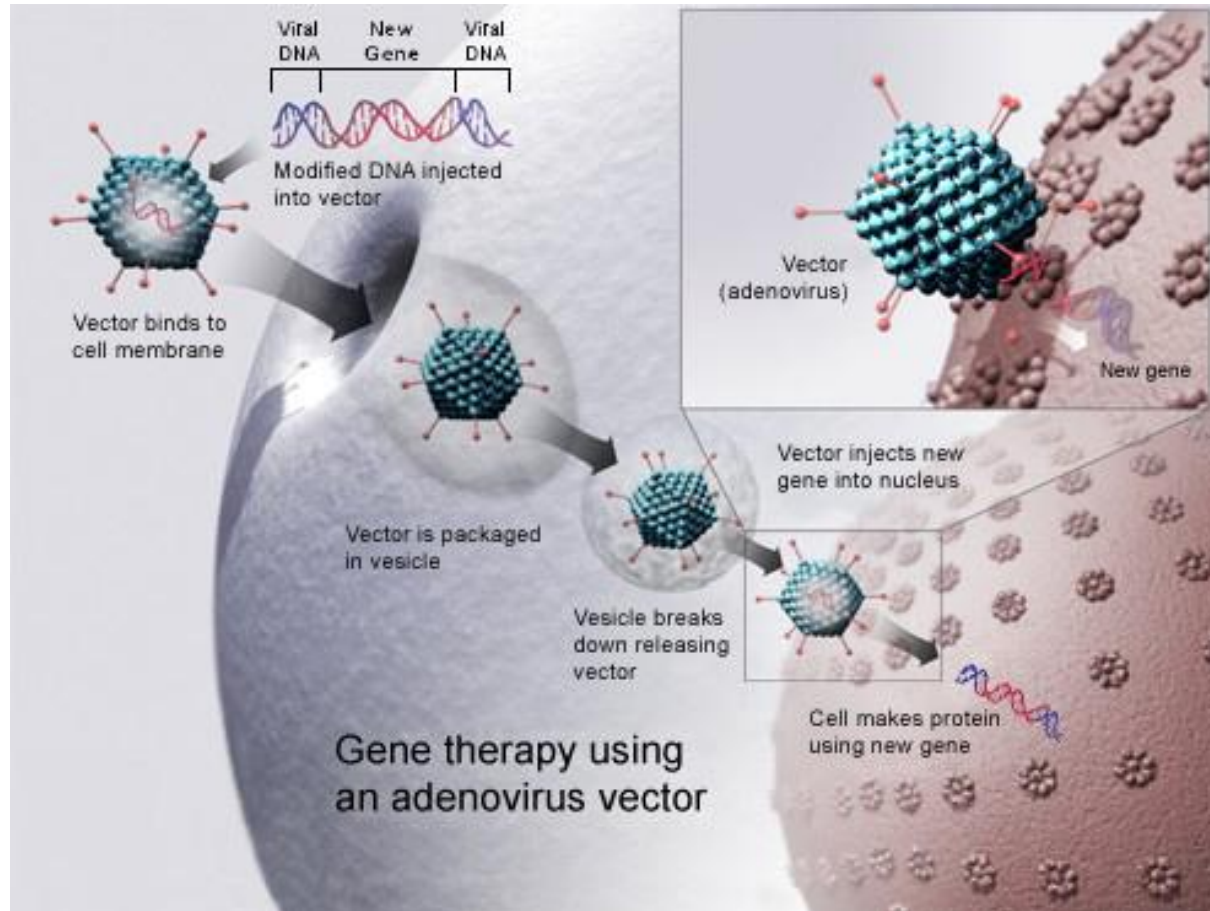 Viral New Viral
DNA Gene DNA
Modified DNA injected
into vector
Vector binds to
cell membrane
Vector
(adenovirus)
New gene
Vector injects new
gene into nucleus
Vector is packaged
in vesicle
Vesicle breaks
down releasing
vector
Cell makes protein
using new gene
Gene therapy using
an adenovirus vector